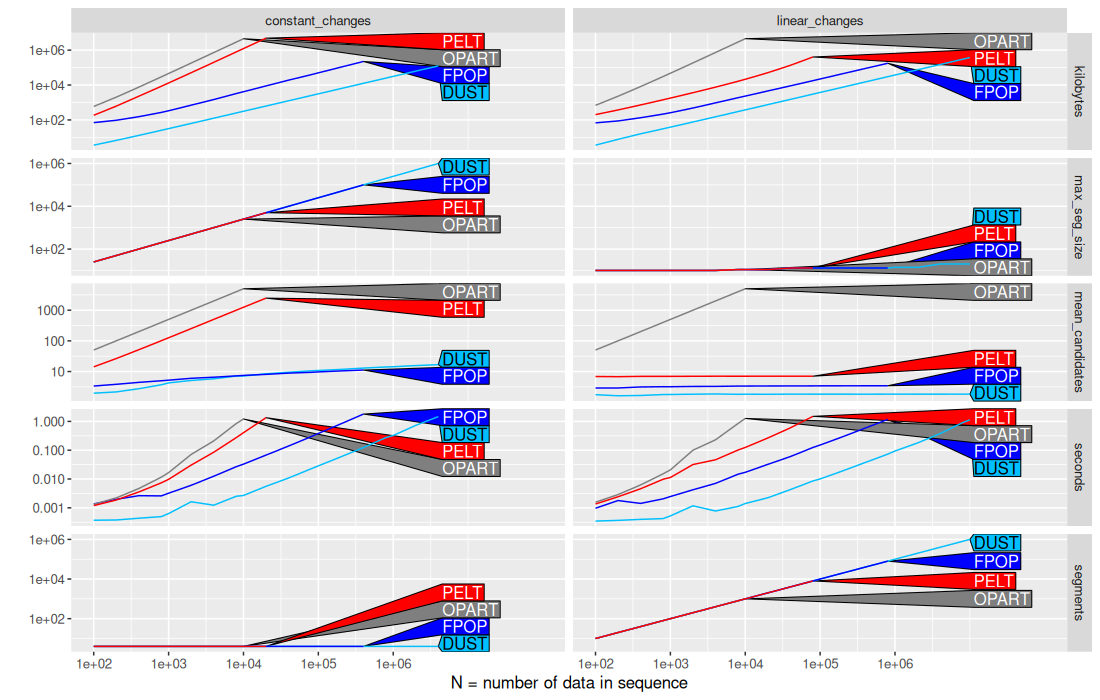 constant_changes
linear_changes
1e+06
1e+04
1e+02
PELT
OPART
FPOP
DUST
OPART
PELT
DUST
FPOP
kilobytes
1e+06
1e+04
1e+02
DUST
FPOP
PELT
OPART
DUST
PELT
FPOP
OPART
max_seg_size
1000
100
10
OPART
PELT
DUST
FPOP
OPART
PELT
FPOP
DUST
mean_candidates
1.000
0.100
0.010
0.001
FPOP
DUST
PELT
OPART
PELT
OPART
FPOP
DUST
seconds
1e+06
1e+04
1e+02
PELT
OPART
FPOP
DUST
DUST
FPOP
PELT
OPART
segments
1e+02 1e+03 1e+04 1e+05 1e+06
1e+02 1e+03 1e+04 1e+05 1e+06
N = number of data in sequence